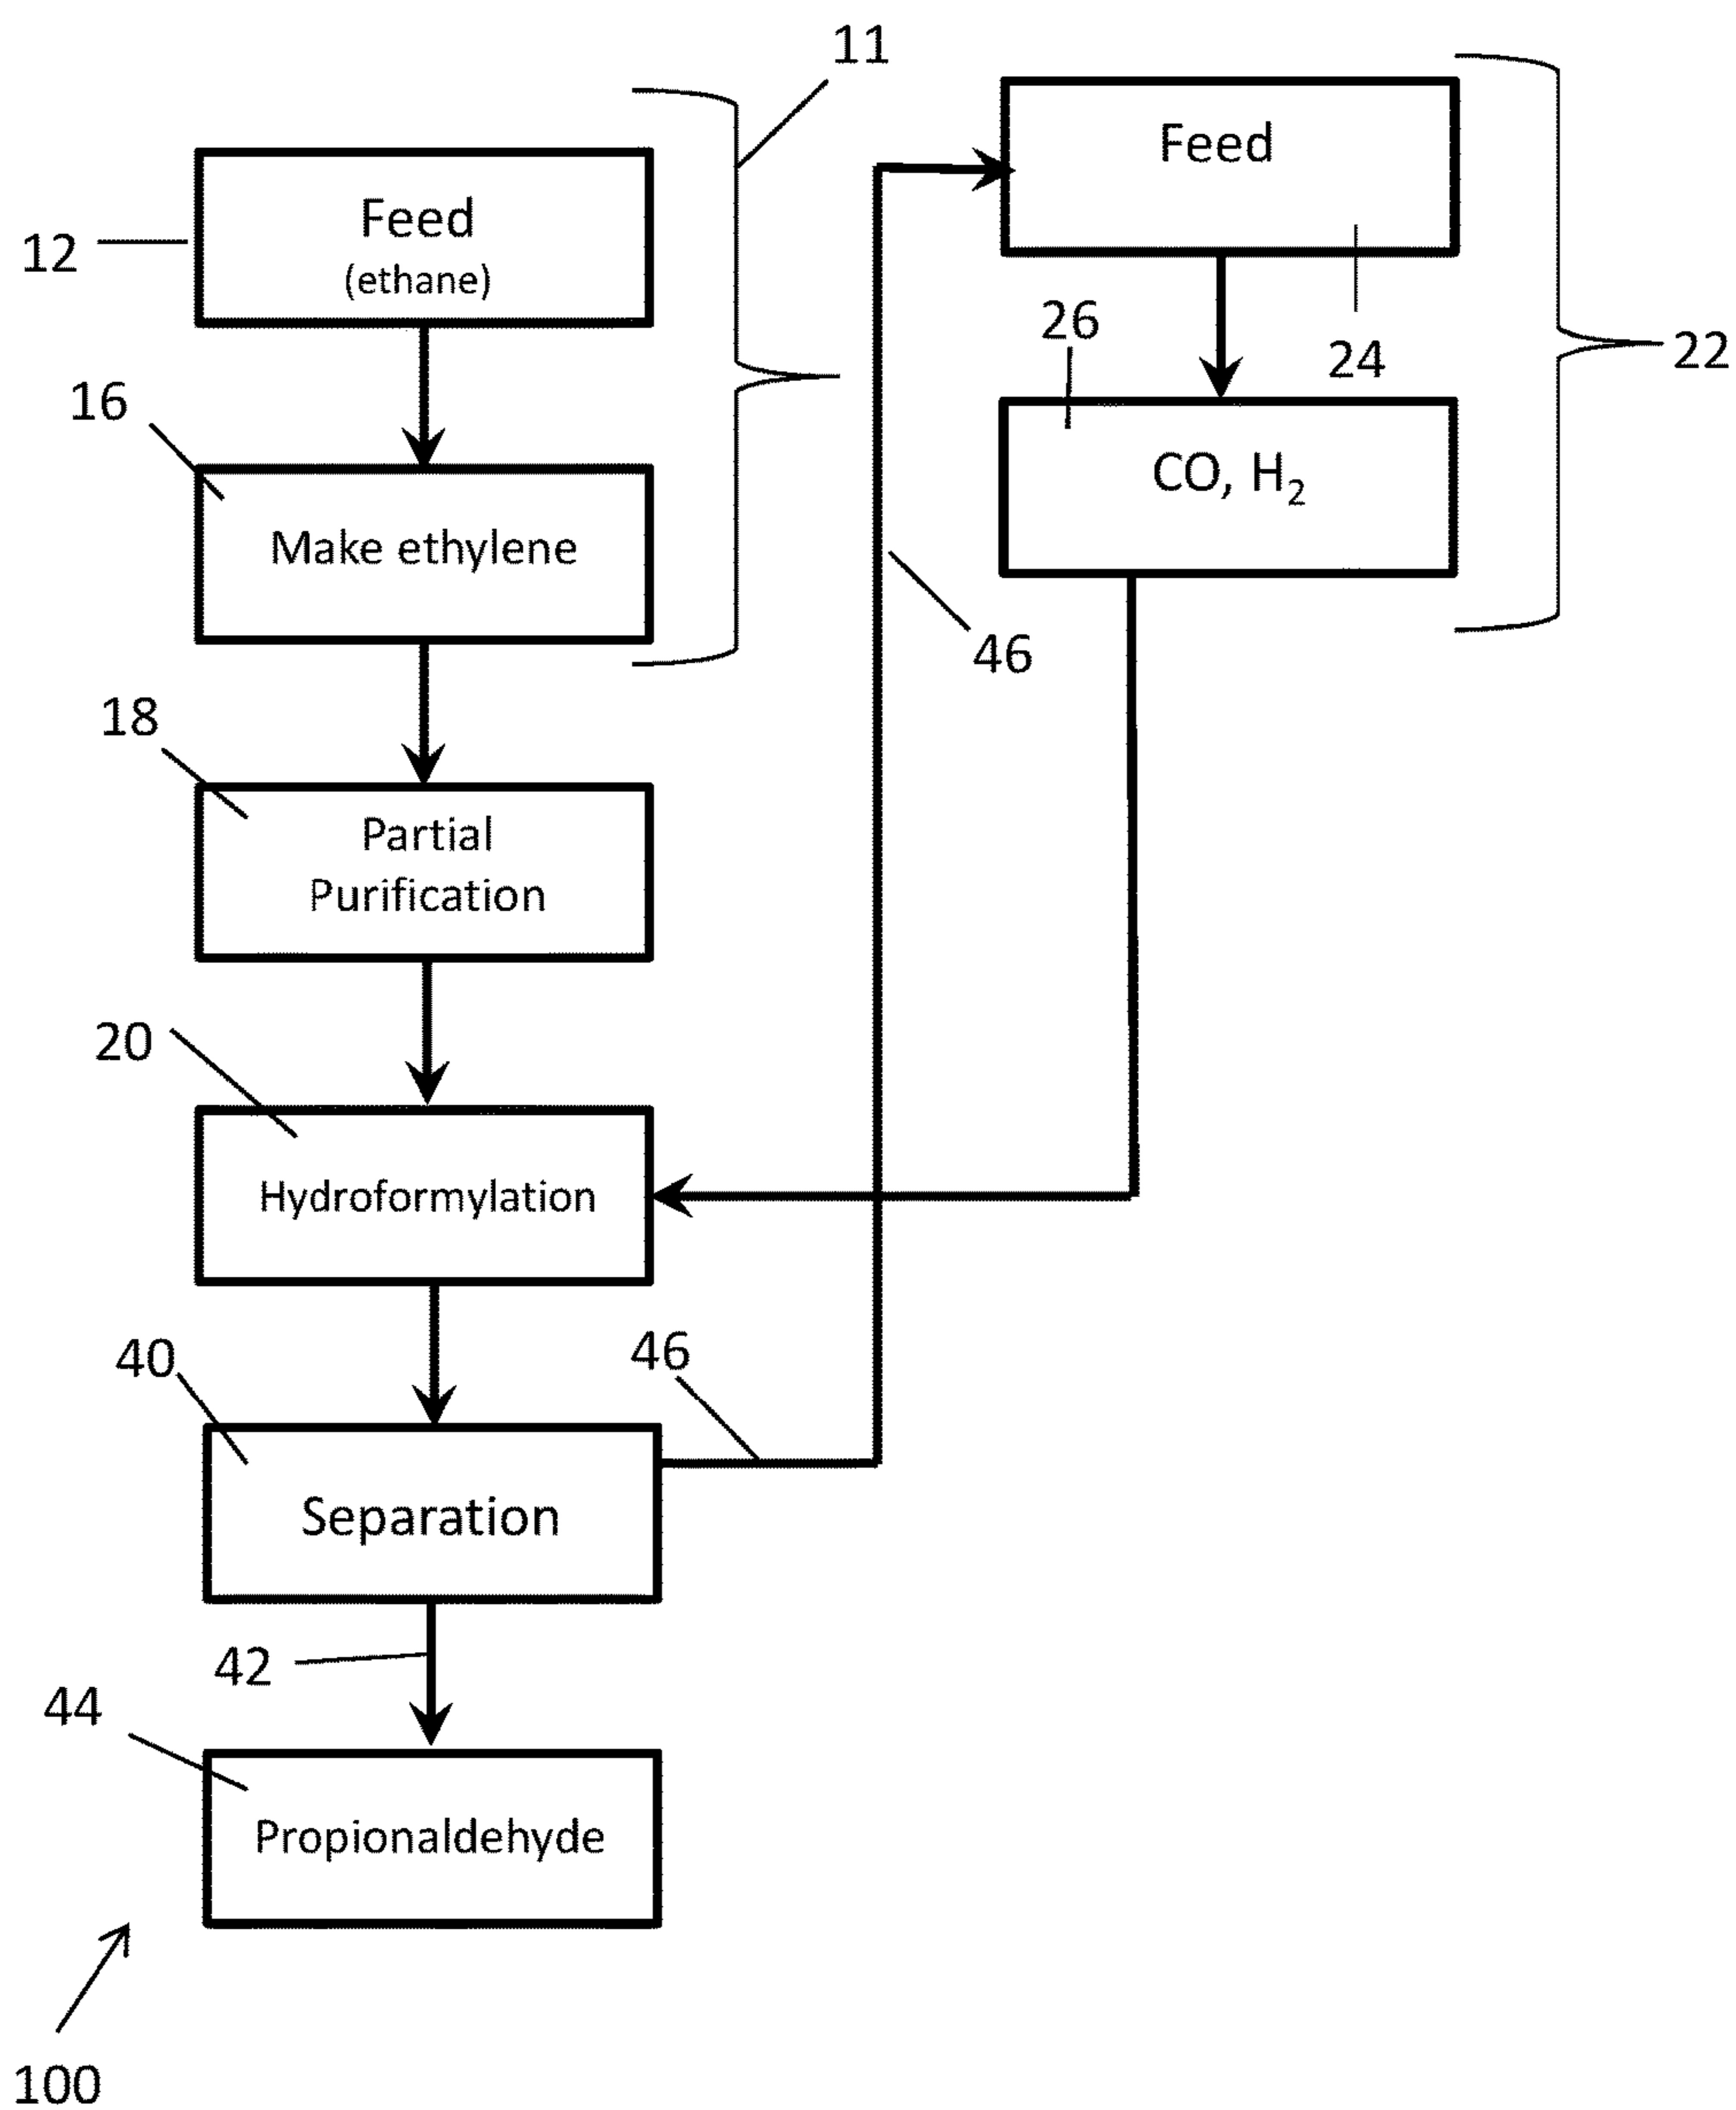 11
Feed
12
Feed
(ethane)
26
24
22
16
CO, H₂
Make ethylene
46
18
Partial
Purification
20
Hydroformylation
40
46
Separation
42
44
Propionaldehyde
100